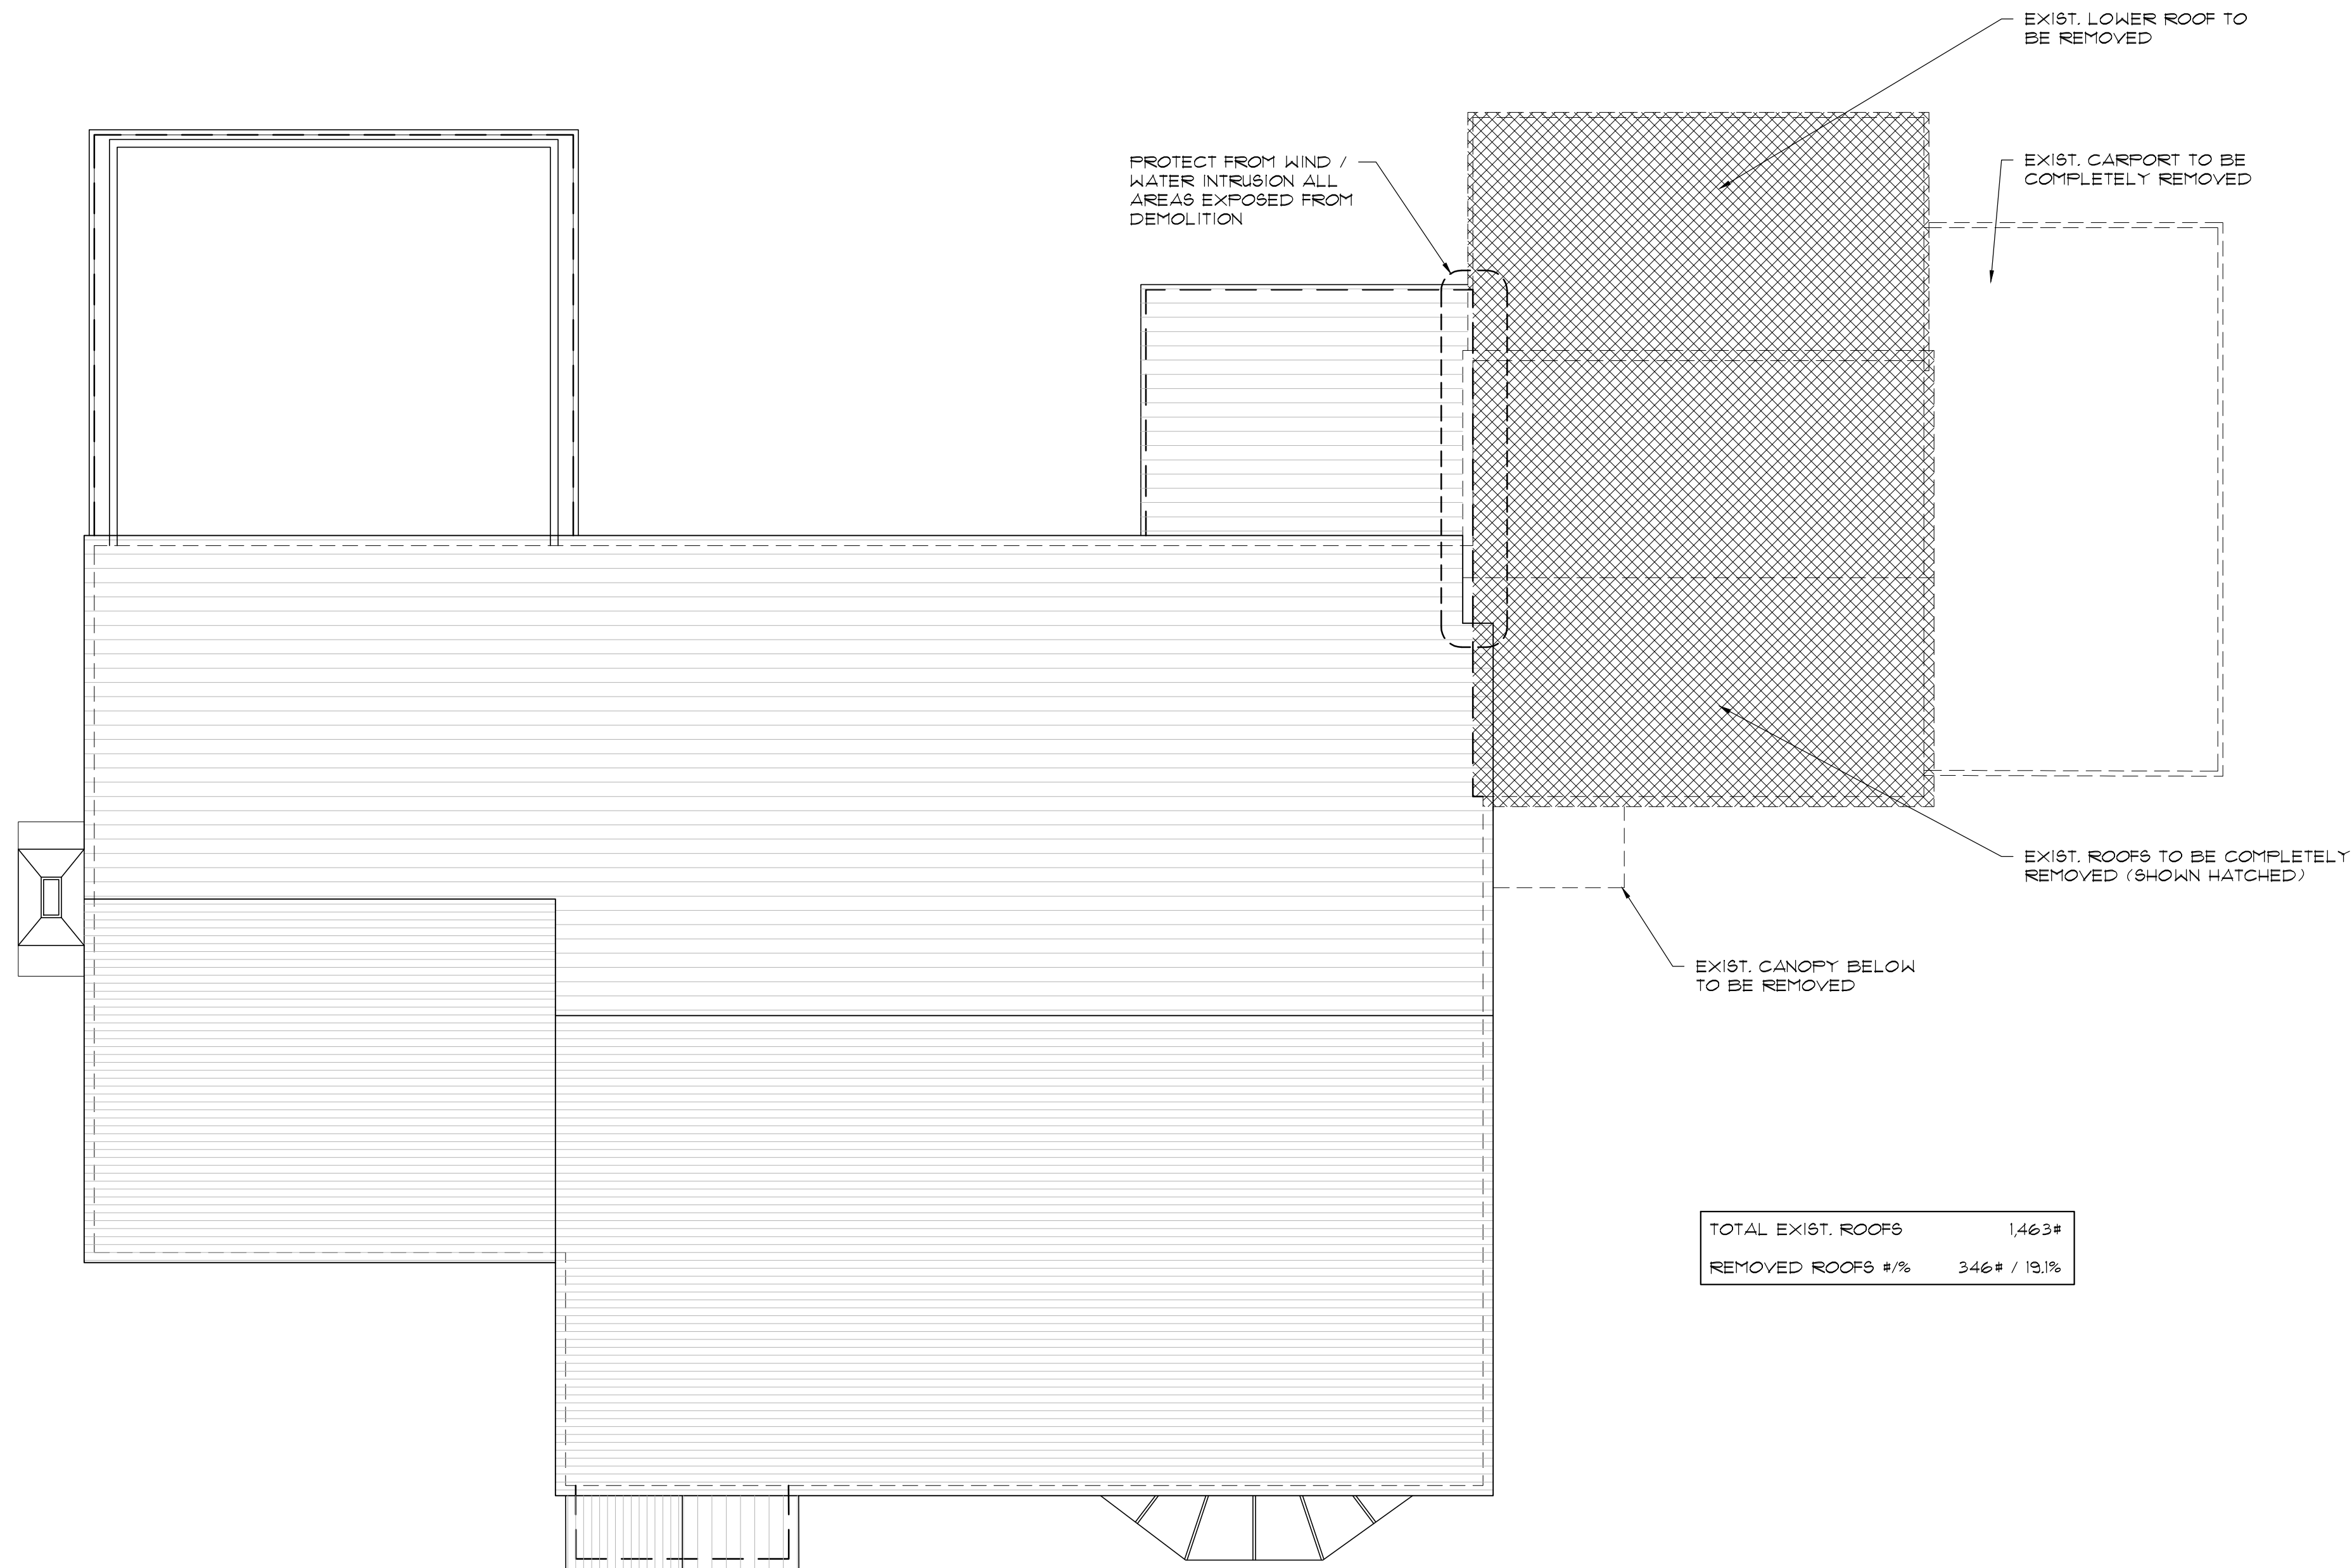 EXIST. LOWER ROOF TO
BE REMOVED
PROTECT FROM WIND /
WATER INTRUSION ALL
AREAS EXPOSED FROM
DEMOLITION
EXIST. CARPORT TO BE
COMPLETELY REMOVED
EXIST. ROOFS TO BE COMPLETELY
REMOVED (SHOWN HATCHED)
EXIST. CANOPY BELOW
TO BE REMOVED
TOTAL EXIST. ROOFS 1,463#
REMOVED ROOFS #/% 346# / 19.1%